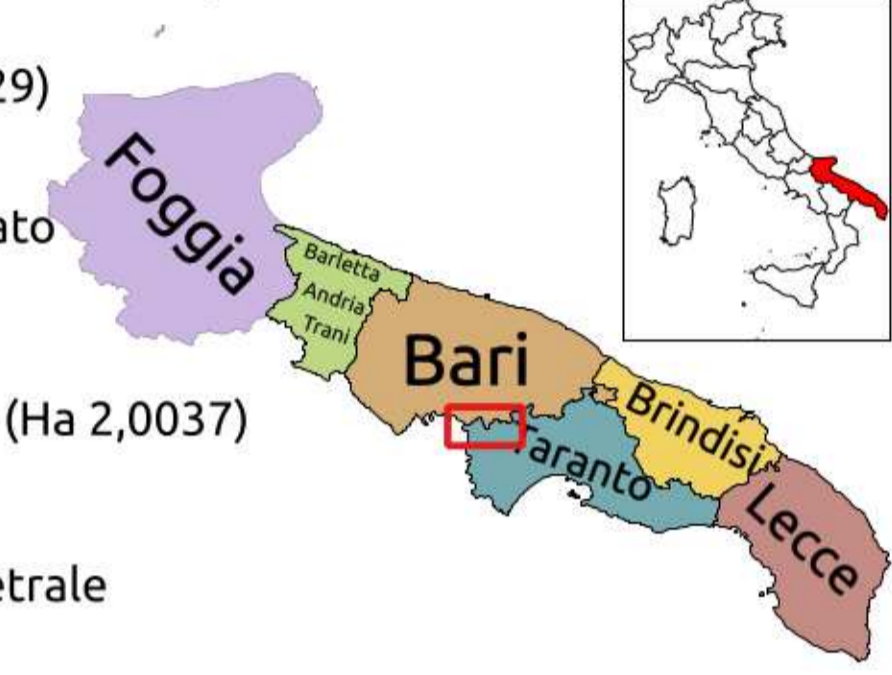 29)
Foggia
ato
Barletta
Andria
Trani
Bari
(Ha 2,0037)
Brindisi
Taranto
Lecce
etrale